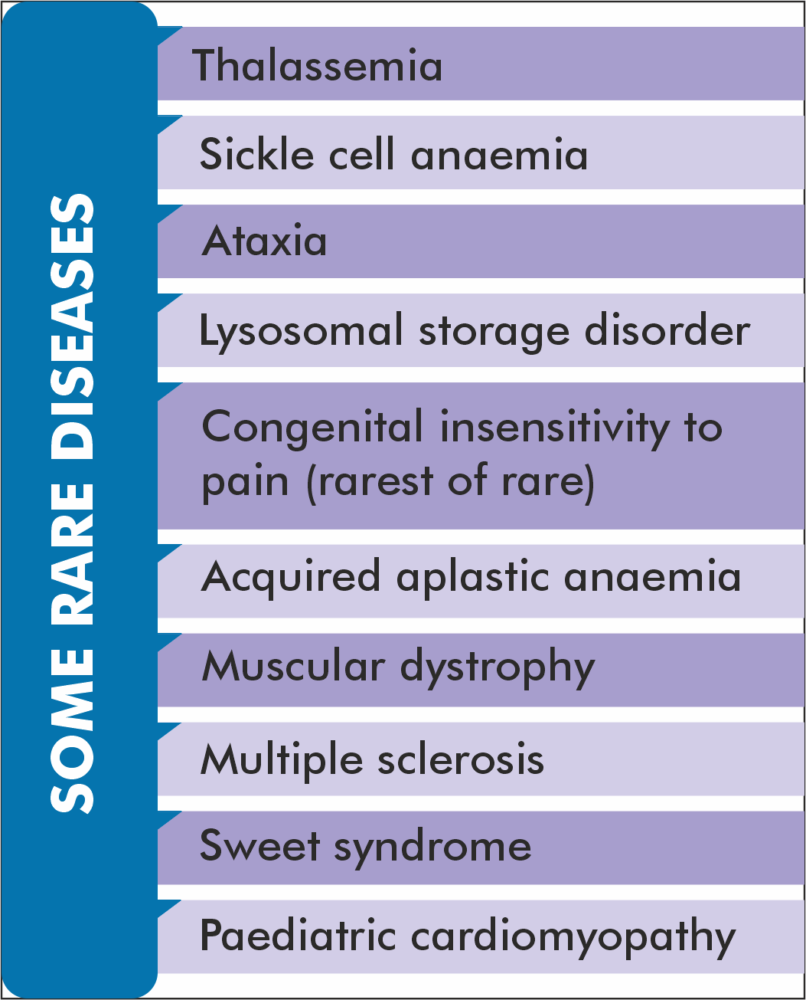 SOME RARE DISEASES
Thalassemia
Sickle cell anaemia
Ataxia
Lysosomal storage disorder
Congenital insensitivity to
pain (rarest of rare)
Acquired aplastic anaemia
Muscular dystrophy
Multiple sclerosis
Sweet syndrome
Paediatric cardiomyopathy